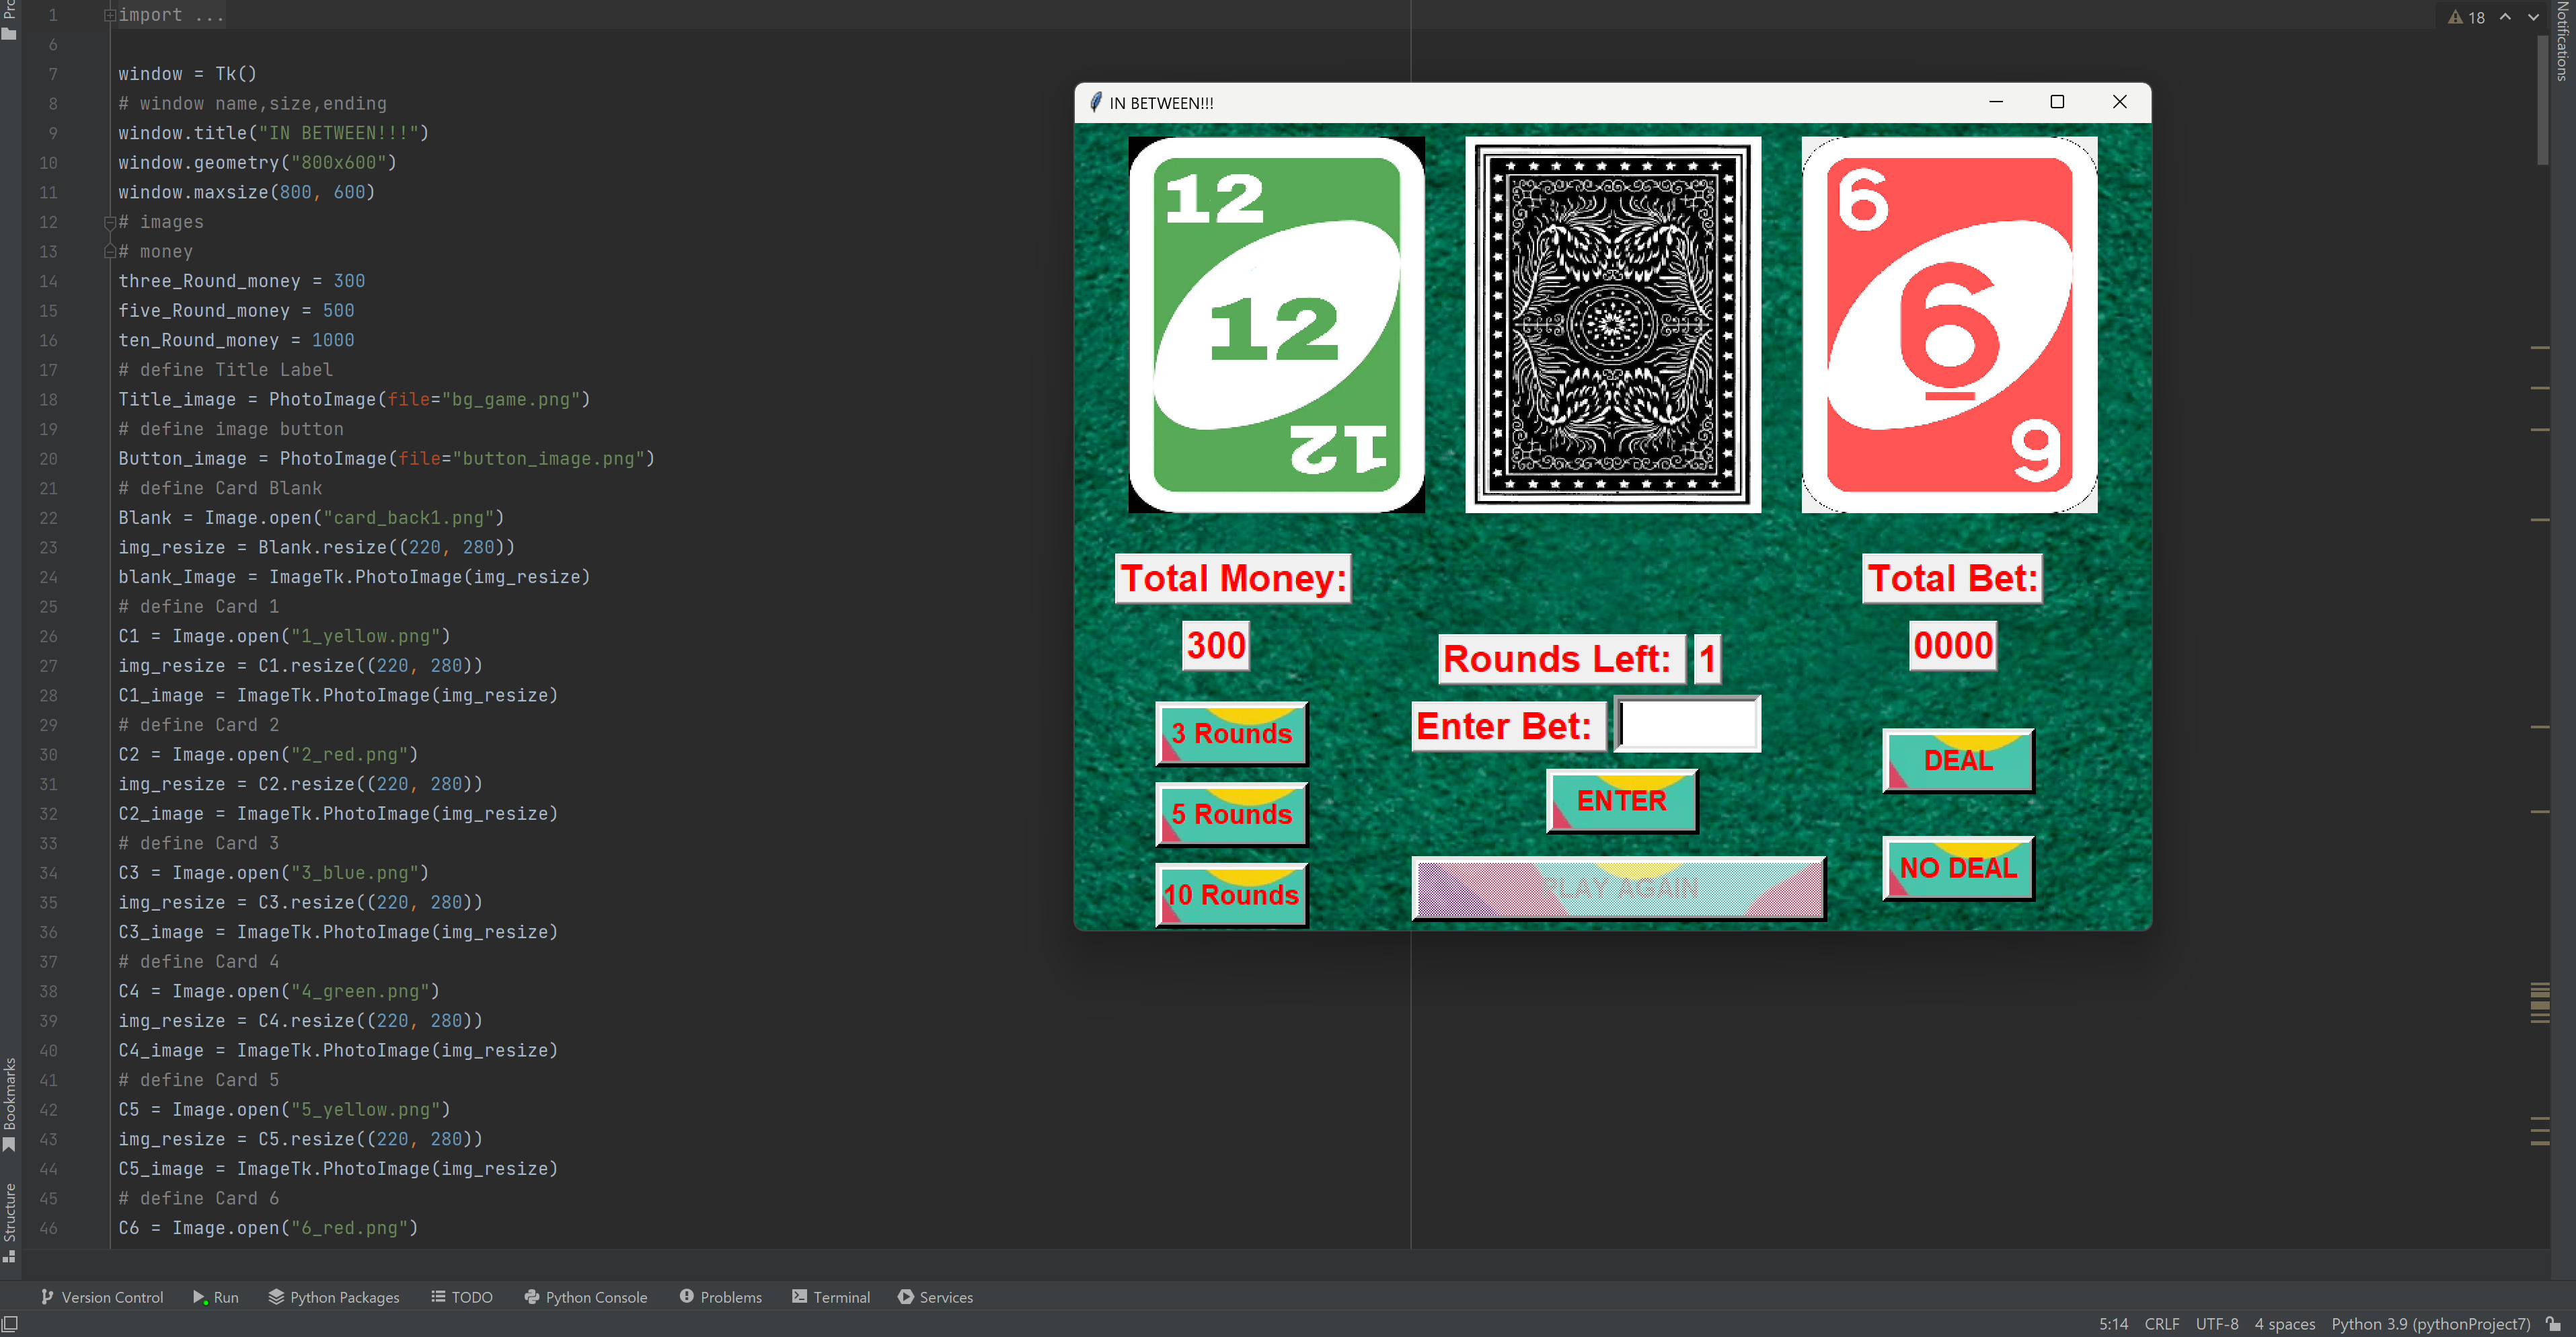 Pro
1 import ...
18
Notifications
6
7 window = Tk()
8 # window name,size,ending
9 window.title("IN BETWEEN!!!")
10 window.geometry("800x600")
11 window.maxsize(800, 600)
12 # images
13 # money
14 three_Round_money = 300
15 five_Round_money = 500
16 ten_Round_money = 1000
17 # define Title Label
18 Title_image = PhotoImage(file="bg_game.png")
19 # define image button
20 Button_image = PhotoImage(file="button_image.png")
21 # define Card Blank
22 Blank = Image.open("card_back1.png")
23 img_resize = Blank.resize((220, 280))
24 blank_Image = ImageTk.PhotoImage(img_resize)
25 # define Card 1
26 C1 = Image.open("1_yellow.png")
27 img_resize = C1.resize((220, 280))
28 C1_image = ImageTk.PhotoImage(img_resize)
29 # define Card 2
30 C2 = Image.open("2_red.png")
31 img_resize = C2.resize((220, 280))
32 C2_image = ImageTk.PhotoImage(img_resize)
33 # define Card 3
34 C3 = Image.open("3_blue.png")
35 img_resize = C3.resize((220, 280))
36 C3_image = ImageTk.PhotoImage(img_resize)
37 # define Card 4
38 C4 = Image.open("4_green.png")
39 img_resize = C4.resize((220, 280))
40 C4_image = ImageTk.PhotoImage(img_resize)
41 # define Card 5
42 C5 = Image.open("5_yellow.png")
43 img_resize = C5.resize((220, 280))
44 C5_image = ImageTk.PhotoImage(img_resize)
45 # define Card 6
46 C6 = Image.open("6_red.png")
IN BETWEEN!!!
12
12
12
6
6
6
Total Money:
300
Total Bet:
0000
Rounds Left: 1
Enter Bet:
3 Rounds
5 Rounds
10 Rounds
ENTER
PLAY AGAIN
DEAL
NO DEAL
Bookmarks
Structure
Version Control Run Python Packages TODO Python Console Problems Terminal Services
5:14 CRLF UTF-8 4 spaces Python 3.9 (pythonProject7)